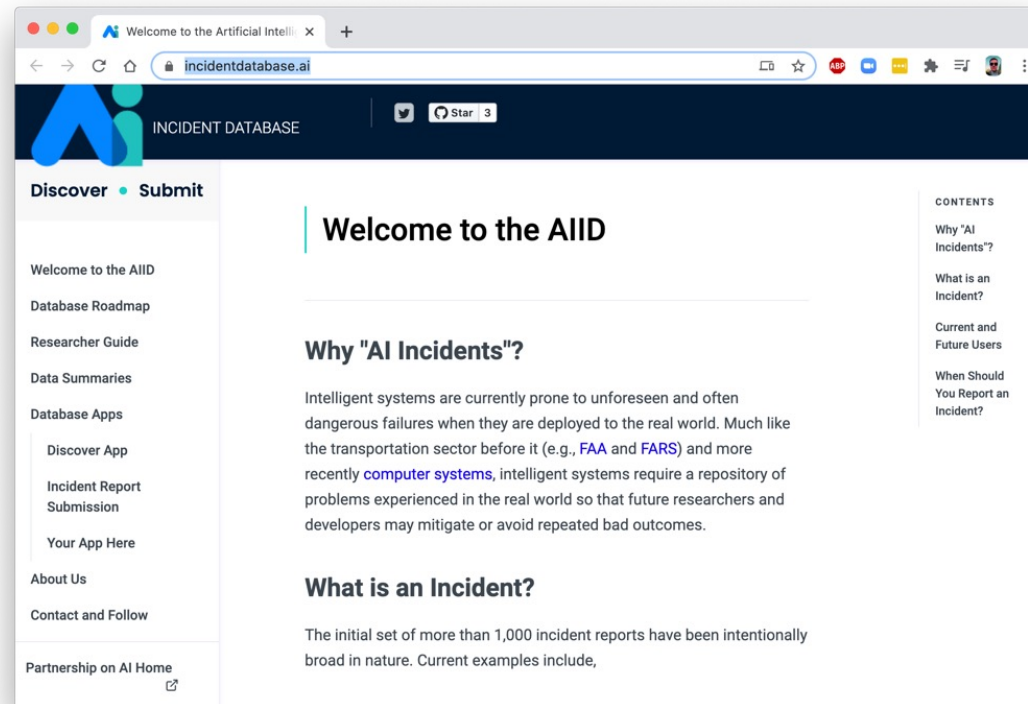 Welcome to the Artificial Intelli
incidentdatabase.ai
ABP
INCIDENT DATABASE
Star 3
Discover • Submit
Welcome to the AIID
Database Roadmap
Researcher Guide
Data Summaries
Database Apps
Discover App
Incident Report
Submission
Your App Here
About Us
Contact and Follow
Partnership on AI Home
Welcome to the AIID
Why "AI Incidents"?
Intelligent systems are currently prone to unforeseen and often
dangerous failures when they are deployed to the real world. Much like
the transportation sector before it (e.g., FAA and FARS) and more
recently computer systems, intelligent systems require a repository of
problems experienced in the real world so that future researchers and
developers may mitigate or avoid repeated bad outcomes.
What is an Incident?
The initial set of more than 1,000 incident reports have been intentionally
broad in nature. Current examples include,
CONTENTS
Why "AI
Incidents"?
What is an
Incident?
Current and
Future Users
When Should
You Report an
Incident?